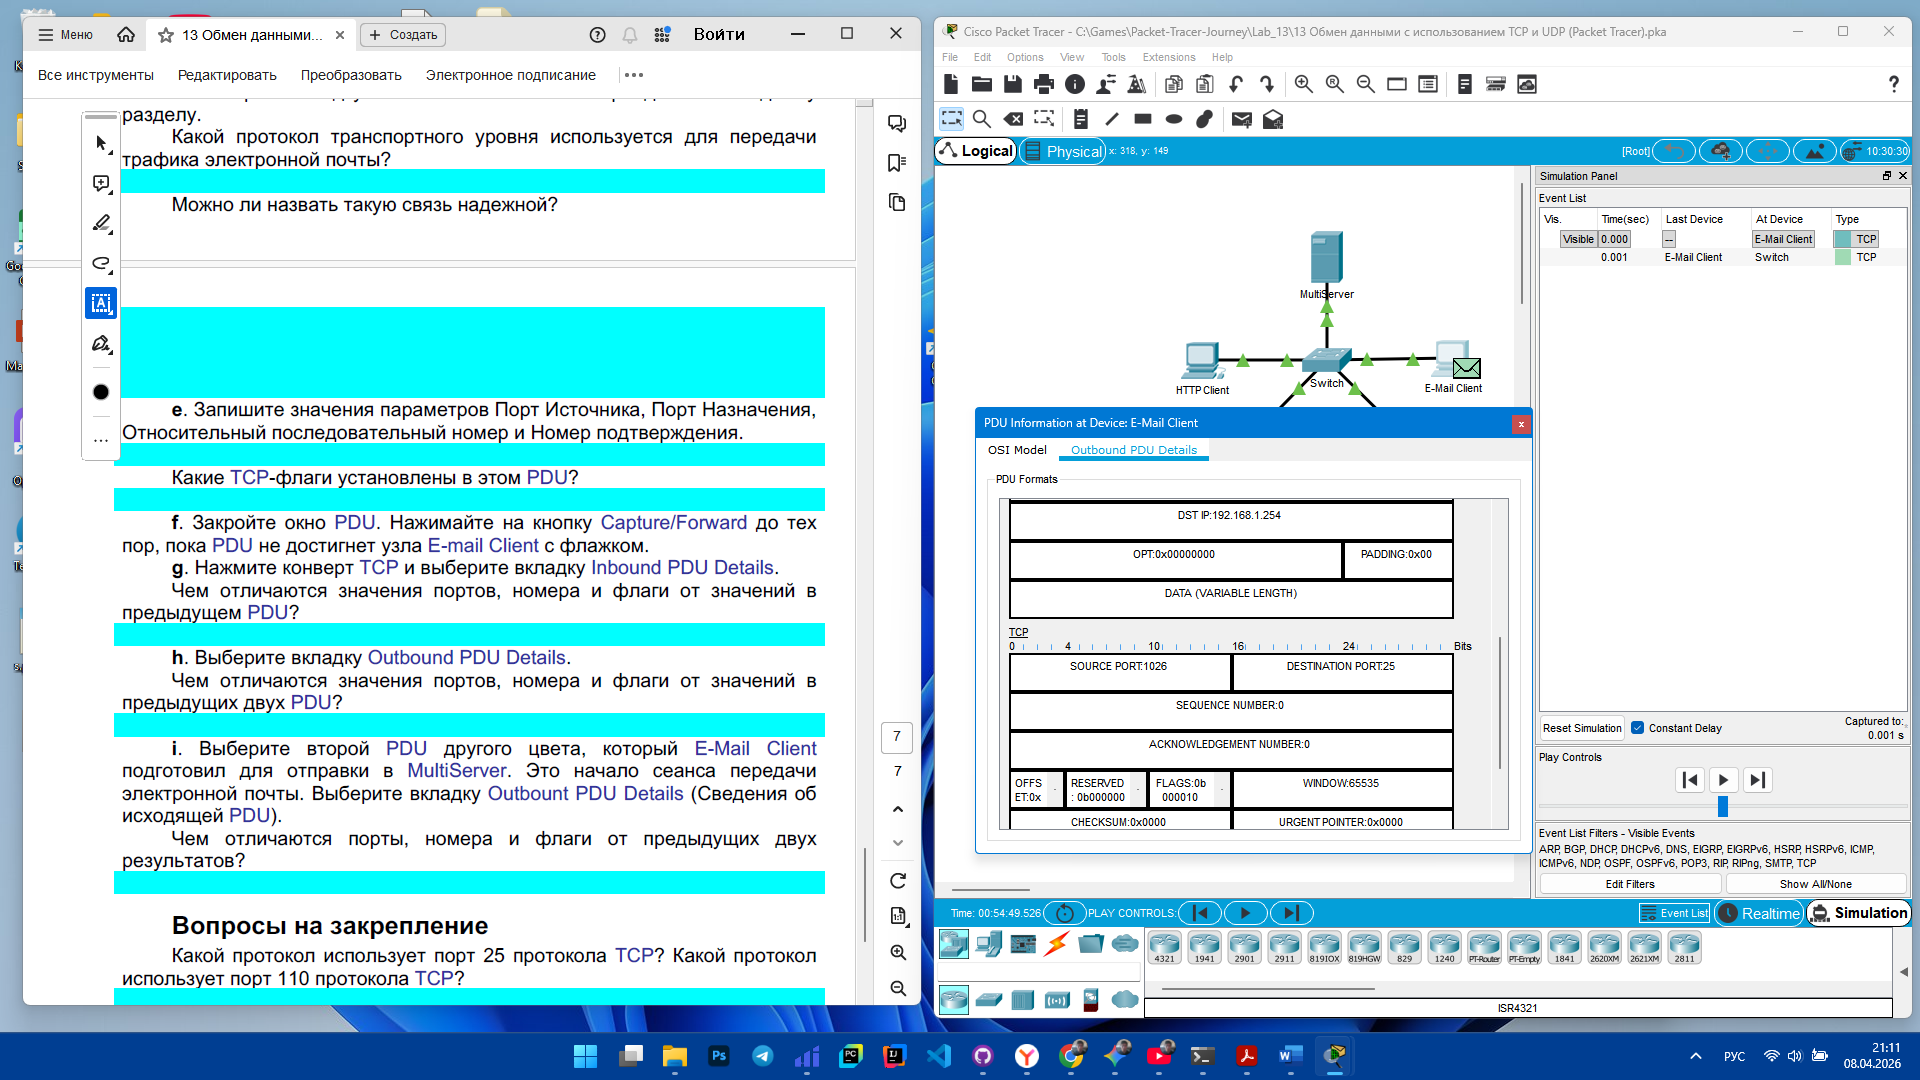 Меню
13 Обмен данными...
Создать
Войти
Все инструменты
Редактировать
Преобразовать
Электронное подписание
разделу.
Какой протокол транспортного уровня используется для передачи
трафика электронной почты?
Можно ли назвать такую связь надежной?
e. Запишите значения параметров Порт Источника, Порт Назначения,
Относительный последовательный номер и Номер подтверждения.
Какие TCP-флаги установлены в этом PDU?
f. Закройте окно PDU. Нажимайте на кнопку Capture/Forward до тех
пор, пока PDU не достигнет узла E-mail Client с флажком.
g. Нажмите конверт TCP и выберите вкладку Inbound PDU Details.
Чем отличаются значения портов, номера и флаги от значений в
предыдущем PDU?
h. Выберите вкладку Outbound PDU Details.
Чем отличаются значения портов, номера и флаги от значений в
предыдущих двух PDU?
i. Выберите второй PDU другого цвета, который E-Mail Client
подготовил для отправки в MultiServer. Это начало сеанса передачи
электронной почты. Выберите вкладку Outbount PDU Details (Сведения об
исходящей PDU).
Чем отличаются порты, номера и флаги от предыдущих двух
результатов?
Вопросы на закрепление
Какой протокол использует порт 25 протокола TCP? Какой протокол
использует порт 110 протокола TCP?
7
7
Cisco Packet Tracer - C:\Games\Packet-Tracer-Journey\Lab_13\13 Обмен данными с использованием TCP и UDP (Packet Tracer).pka
File Edit Options View Tools Extensions Help
Logical
Physical
x: 318, y: 149
[Root]
10:30:30
MultiServer
HTTP Client
Switch
E-Mail Client
PDU Information at Device: E-Mail Client
OSI Model
Outbound PDU Details
PDU Formats
DST IP:192.168.1.254
OPT:0x00000000
PADDING:0x00
DATA (VARIABLE LENGTH)
TCP
0 4 10 16 24 Bits
SOURCE PORT:1026
DESTINATION PORT:25
SEQUENCE NUMBER:0
ACKNOWLEDGEMENT NUMBER:0
OFFS
ET:0x
RESERVED
: 0b000000
FLAGS:0b
000010
WINDOW:65535
CHECKSUM:0x0000
URGENT POINTER:0x0000
Simulation Panel
Event List
Vis. Time(sec) Last Device At Device Type
Visible 0.000 -- E-Mail Client TCP
0.001 E-Mail Client Switch TCP
Reset Simulation
Constant Delay
Captured to:
0.001 s
Play Controls
Event List Filters - Visible Events
ARP, BGP, DHCP, DHCPv6, DNS, EIGRP, EIGRPv6, HSRP, HSRPv6, ICMP,
ICMPv6, NDP, OSPF, OSPFv6, POP3, RIP, RIPng, SMTP, TCP
Edit Filters
Show All/None
Time: 00:54:49.526
PLAY CONTROLS:
Event List
Realtime
Simulation
4321 1941 2901 2911 819IOX 819HGW 829 1240 PT-Router PT-Empty 1841 2620XM 2621XM 2811
ISR4321
РУС
21:11
08.04.2026